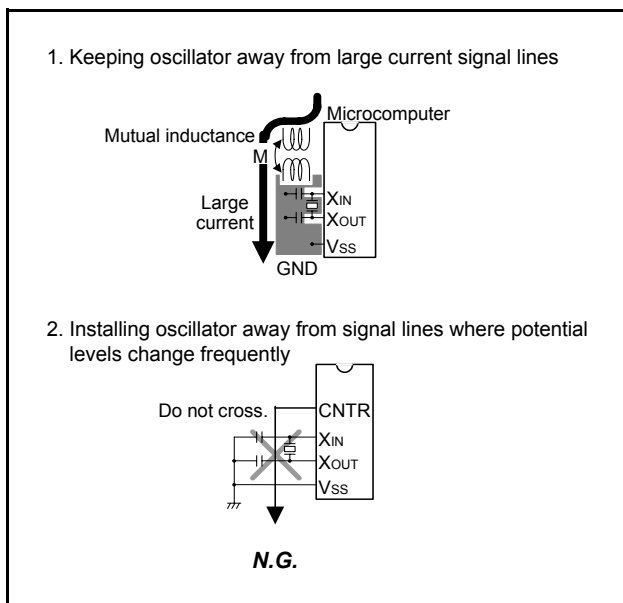 1. Keeping oscillator away from large current signal lines
Microcomputer
Mutual inductance
M
Large
current
XIN
XOUT
VSS
GND
2. Installing oscillator away from signal lines where potential
levels change frequently
Do not cross.
CNTR
XIN
XOUT
VSS
N.G.